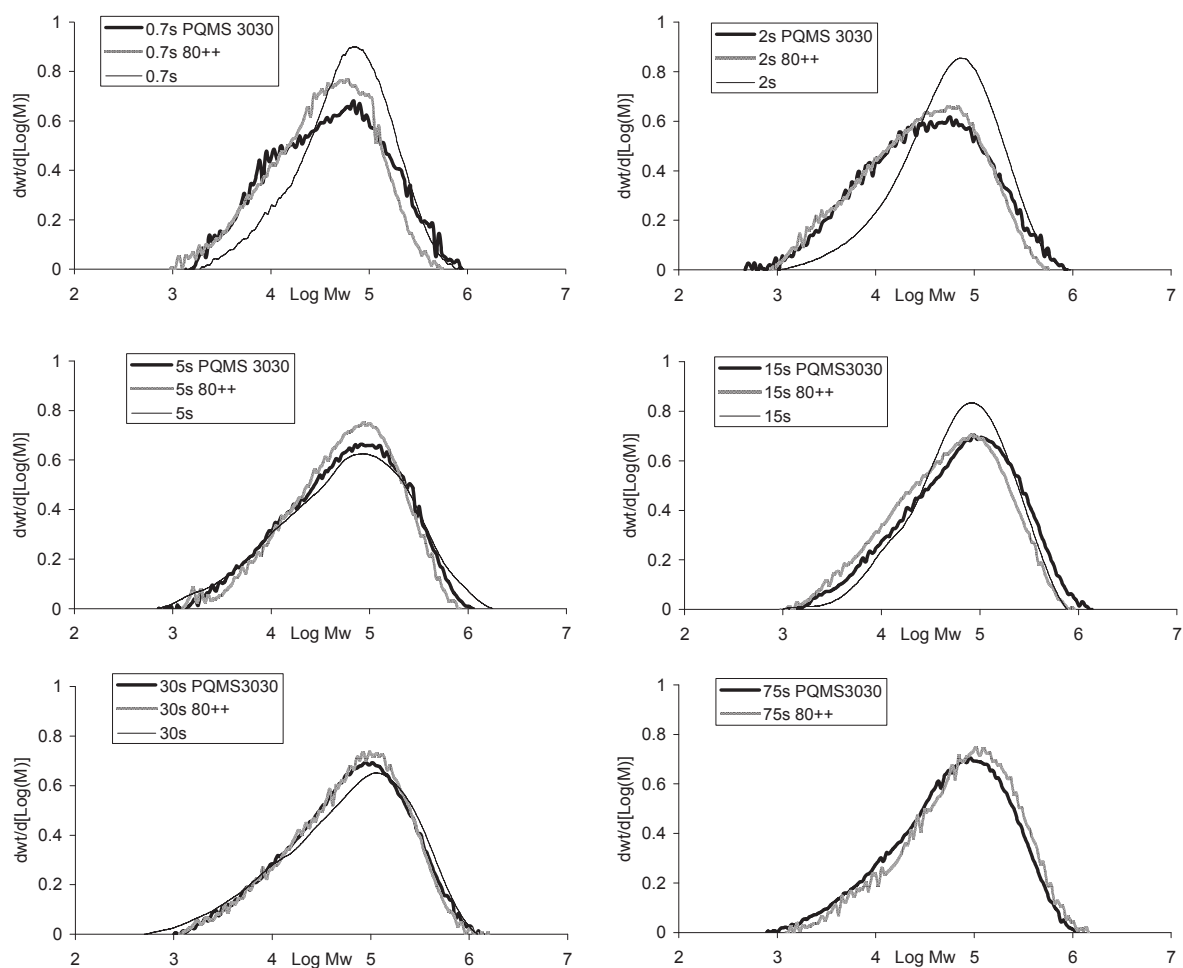 1
0.8
0.6
0.4
0.2
0
dwt/d[Log(M)]
0.7s PQMS 3030
0.7s 80++
0.7s
2 3 4 Log Mw 5 6 7
1
0.8
0.6
0.4
0.2
0
dwt/d[Log(M)]
2s PQMS 3030
2s 80++
2s
2 3 4 Log Mw 5 6 7
1
0.8
0.6
0.4
0.2
0
dwt/d[Log(M)]
5s PQMS 3030
5s 80++
5s
2 3 4 Log Mw 5 6 7
1
0.8
0.6
0.4
0.2
0
dwt/d[Log(M)]
15s PQMS3030
15s 80++
15s
2 3 4 Log Mw 5 6 7
1
0.8
0.6
0.4
0.2
0
dwt/d[Log(M)]
30s PQMS3030
30s 80++
30s
2 3 4 Log Mw 5 6 7
1
0.8
0.6
0.4
0.2
0
dwt/d[Log(M)]
75s PQMS3030
75s 80++
2 3 4 Log Mw 5 6 7